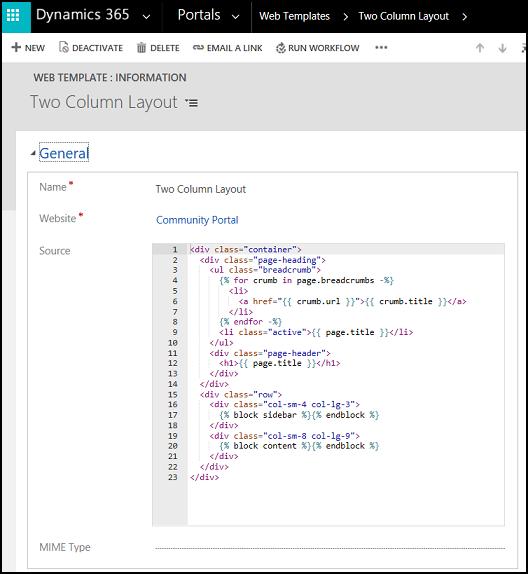 Dynamics 365 Portals Web Templates Two Column Layout
NEW DEACTIVATE DELETE EMAIL A LINK RUN WORKFLOW •••
WEB TEMPLATE : INFORMATION
Two Column Layout
General
Name * Two Column Layout
Website * Community Portal
Source
1 <div class="container">
2 <div class="page-heading">
3 <ul class="breadcrumb">
4 {% for crumb in page.breadcrumbs -%}
5 <li>
6 <a href="{{ crumb.url }}">{{ crumb.title }}</a>
7 </li>
8 {% endfor -%}
9 <li class="active">{{ page.title }}</li>
10 </ul>
11 <div class="page-header">
12 <h1>{{ page.title }}</h1>
13 </div>
14 </div>
15 <div class="row">
16 <div class="col-sm-4 col-lg-3">
17 {% block sidebar %}{% endblock %}
18 </div>
19 <div class="col-sm-8 col-lg-9">
20 {% block content %}{% endblock %}
21 </div>
22 </div>
23 </div>
MIME Type